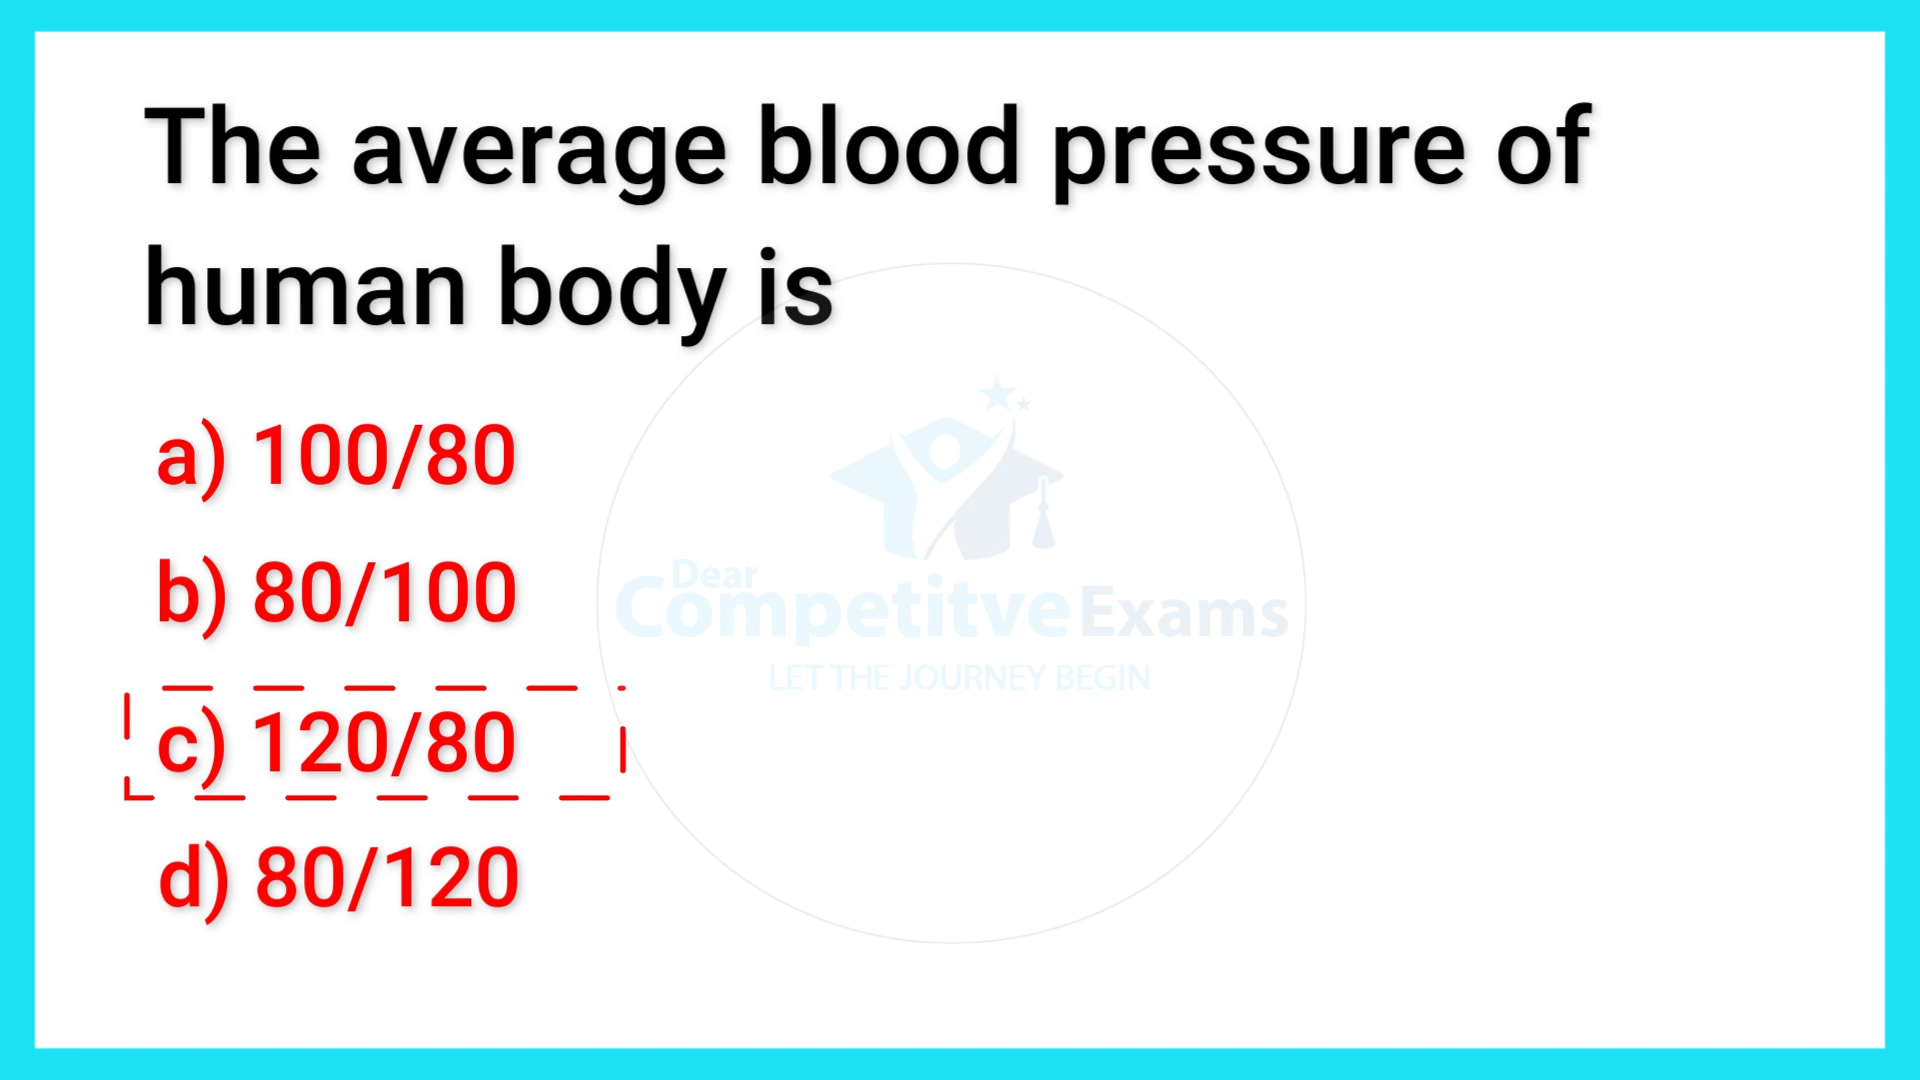 The average blood pressure of
human body is
a) 100/80
b) 80/100
Dear
Competitve Exams
LET THE JOURNEY BEGIN
c) 120/80
d) 80/120